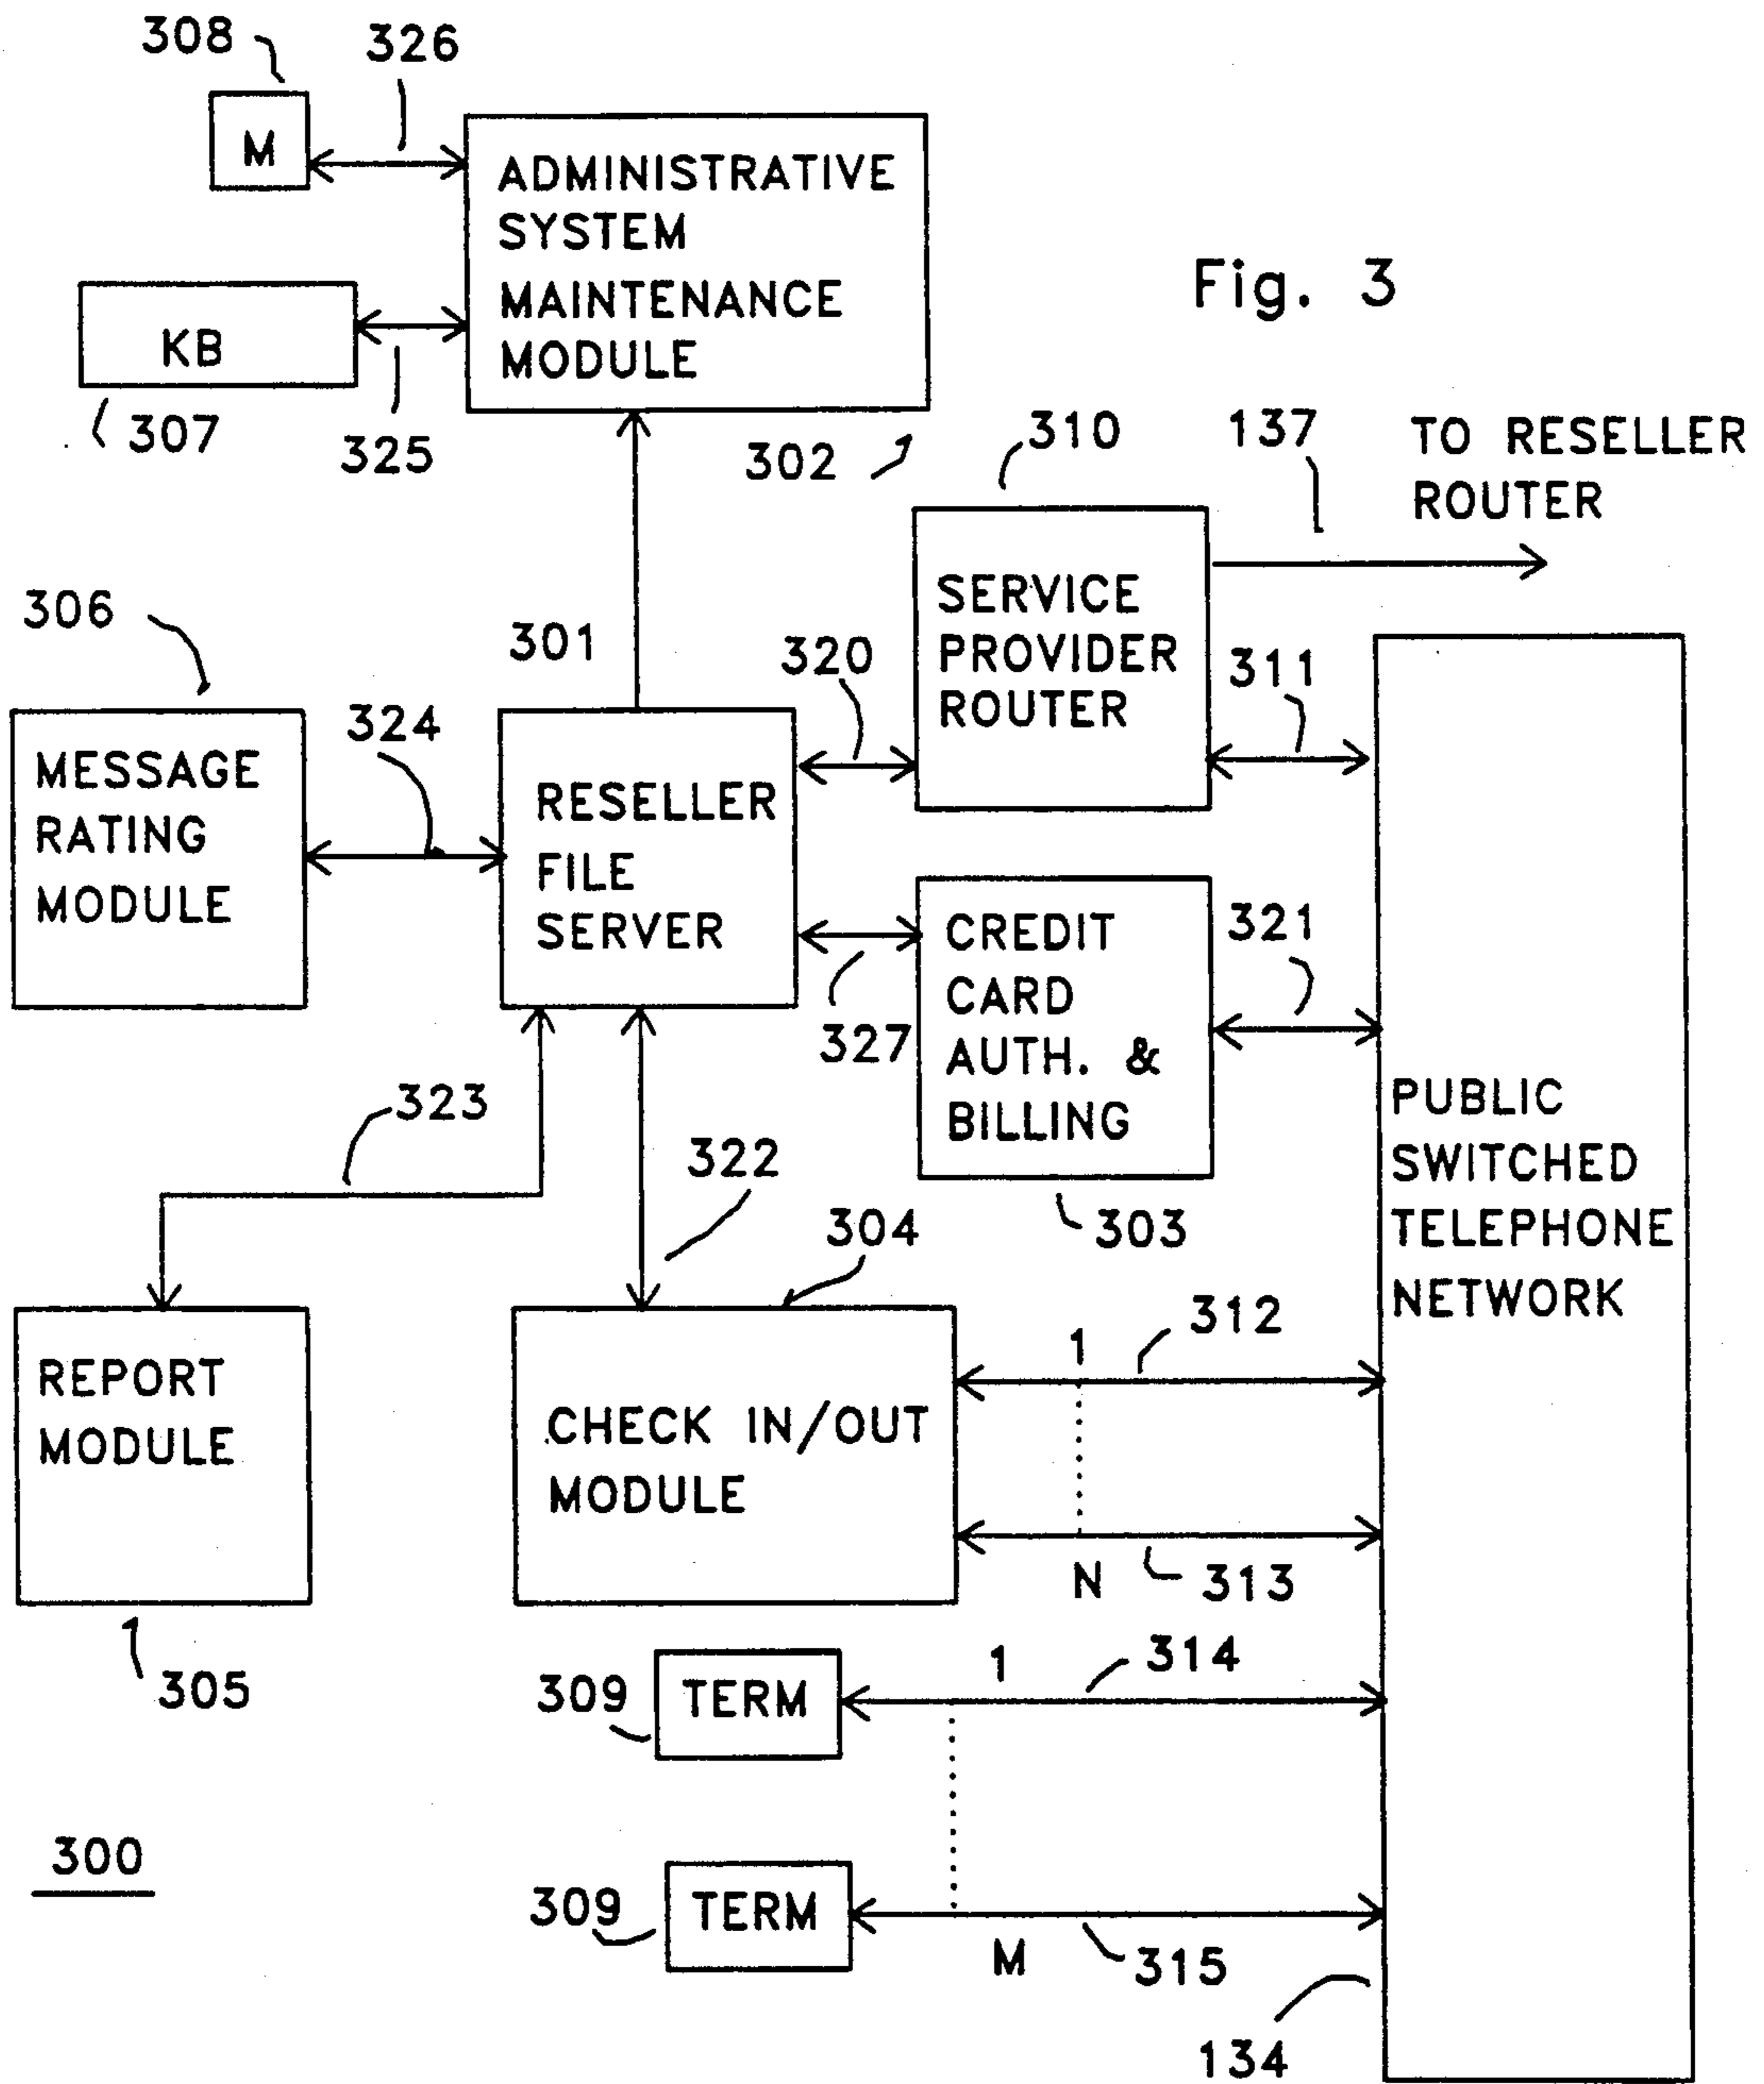 308
326
M
ADMINISTRATIVE
SYSTEM
MAINTENANCE
MODULE
KB
307
325
302
Fig. 3
310
137
TO RESELLER
ROUTER
SERVICE
PROVIDER
ROUTER
306
301
320
311
324
MESSAGE
RATING
MODULE
RESELLER
FILE
SERVER
CREDIT
CARD
AUTH. &
BILLING
321
327
323
322
303
304
PUBLIC
SWITCHED
TELEPHONE
NETWORK
312
1
REPORT
MODULE
CHECK IN/OUT
MODULE
N
313
305
309
TERM
1
314
300
309
TERM
M
315
134